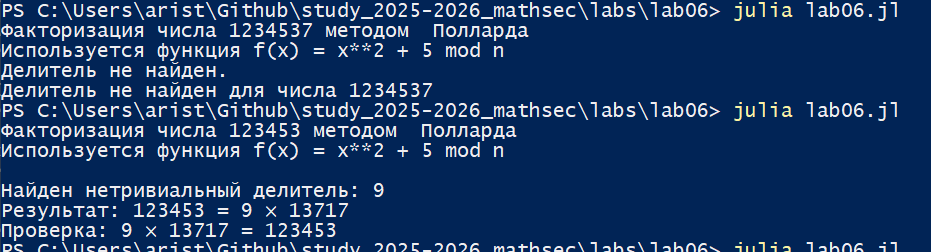 PS C:\Users\arist\Github\study_2025-2026_mathsec\labs\lab06> julia lab06.jl
Факторизация числа 1234537 методом  Полларда
Используется функция f(x) = x**2 + 5 mod n
Делитель не найден.
Делитель не найден для числа 1234537
PS C:\Users\arist\Github\study_2025-2026_mathsec\labs\lab06> julia lab06.jl
Факторизация числа 123453 методом  Полларда
Используется функция f(x) = x**2 + 5 mod n
Найден нетривиальный делитель: 9
Результат: 123453 = 9 × 13717
Проверка: 9 × 13717 = 123453
PS C:\Users\arist\Github\study_2025-2026_mathsec\labs\lab06> julia lab06.jl